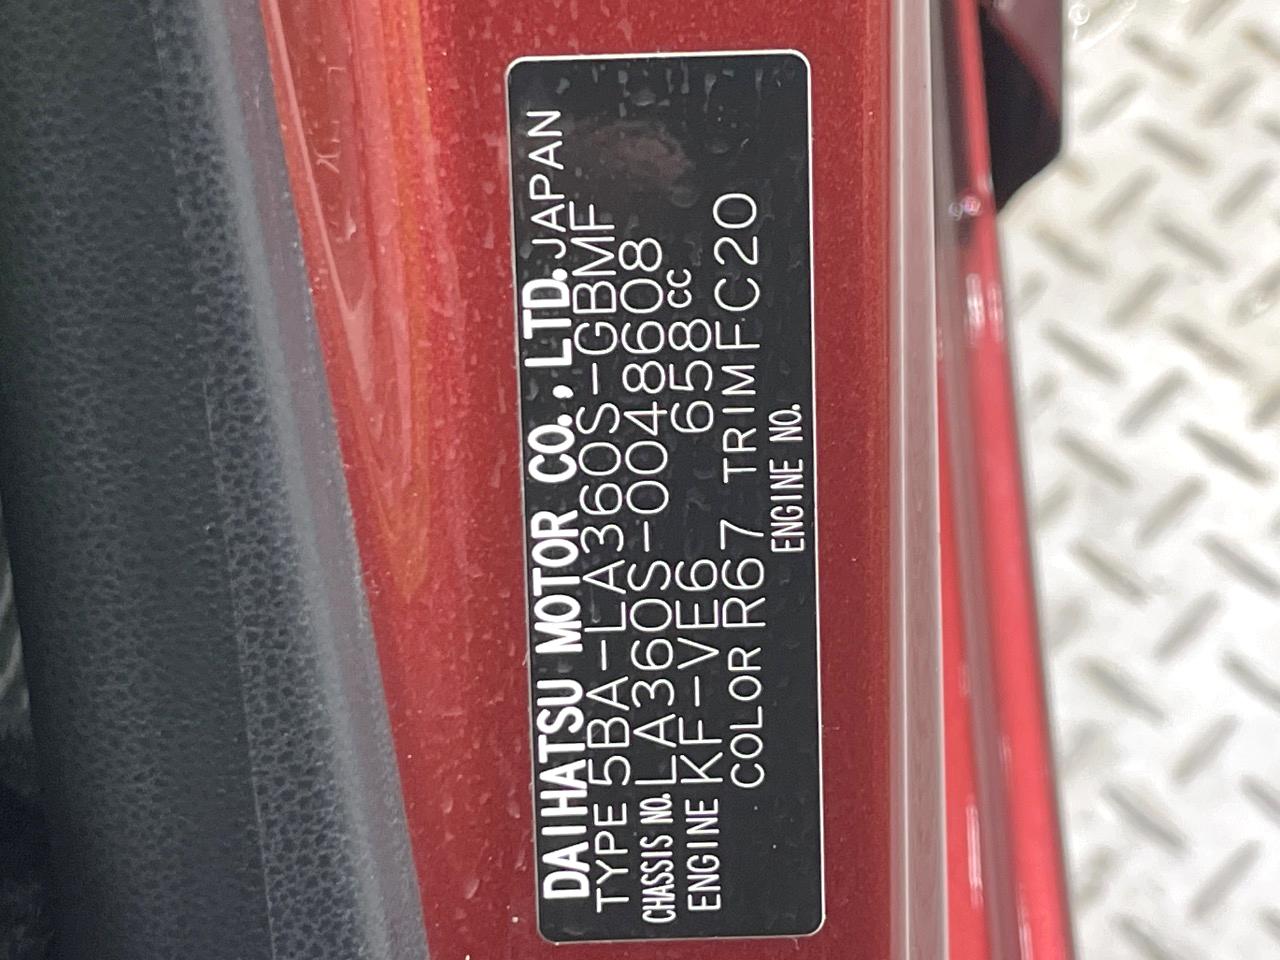 DAIHATSU MOTOR CO., LTD. JAPAN
TYPE 5BA-LA360S-GBMF
CHASSIS NO. LA360S-0048608
ENGINE KF-VE6 658cc
COLOR R67 TRIM FC20
ENGINE NO.